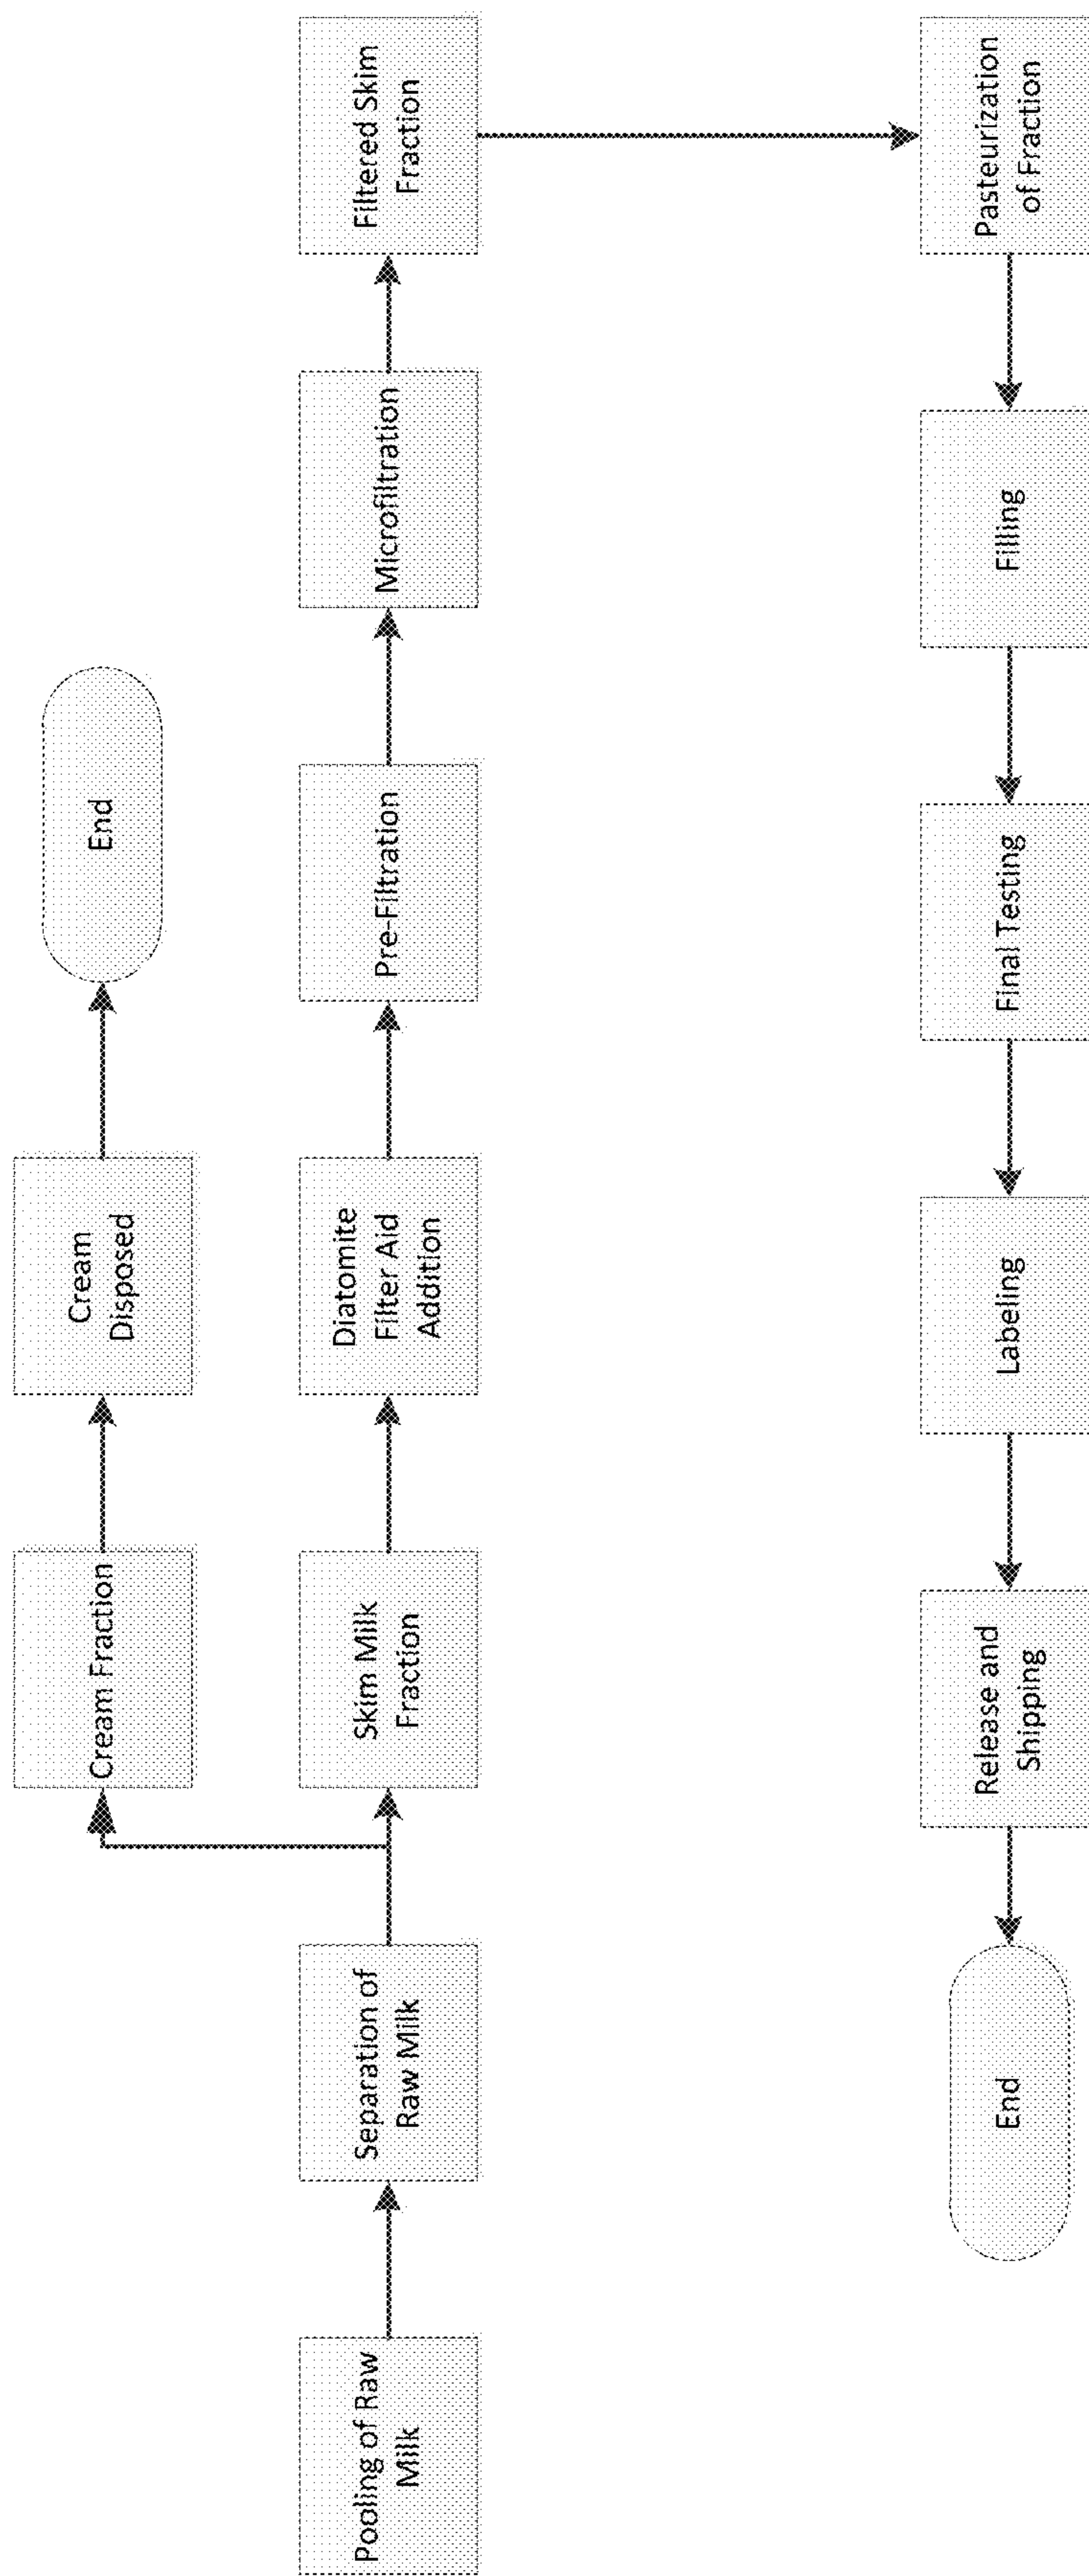 Cream Fraction
Cream
Disposed
End
Pooling of Raw
Milk
Separation of
Raw Milk
Skim Milk
Fraction
Diatomite
Filter Aid
Addition
Pre-Filtration
Microfiltration
Filtered Skim
Fraction
Pasteurization
of Fraction
Filling
Final Testing
Labeling
Release and
Shipping
End